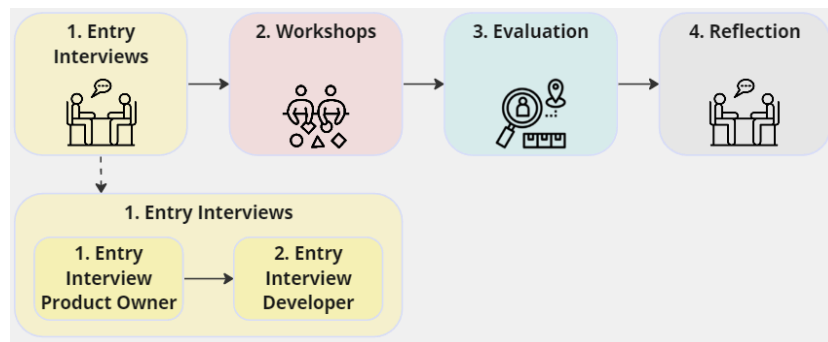 1. Entry
Interviews
2. Workshops
3. Evaluation
4. Reflection
1. Entry Interviews
1. Entry
Interview
Product Owner
2. Entry
Interview
Developer